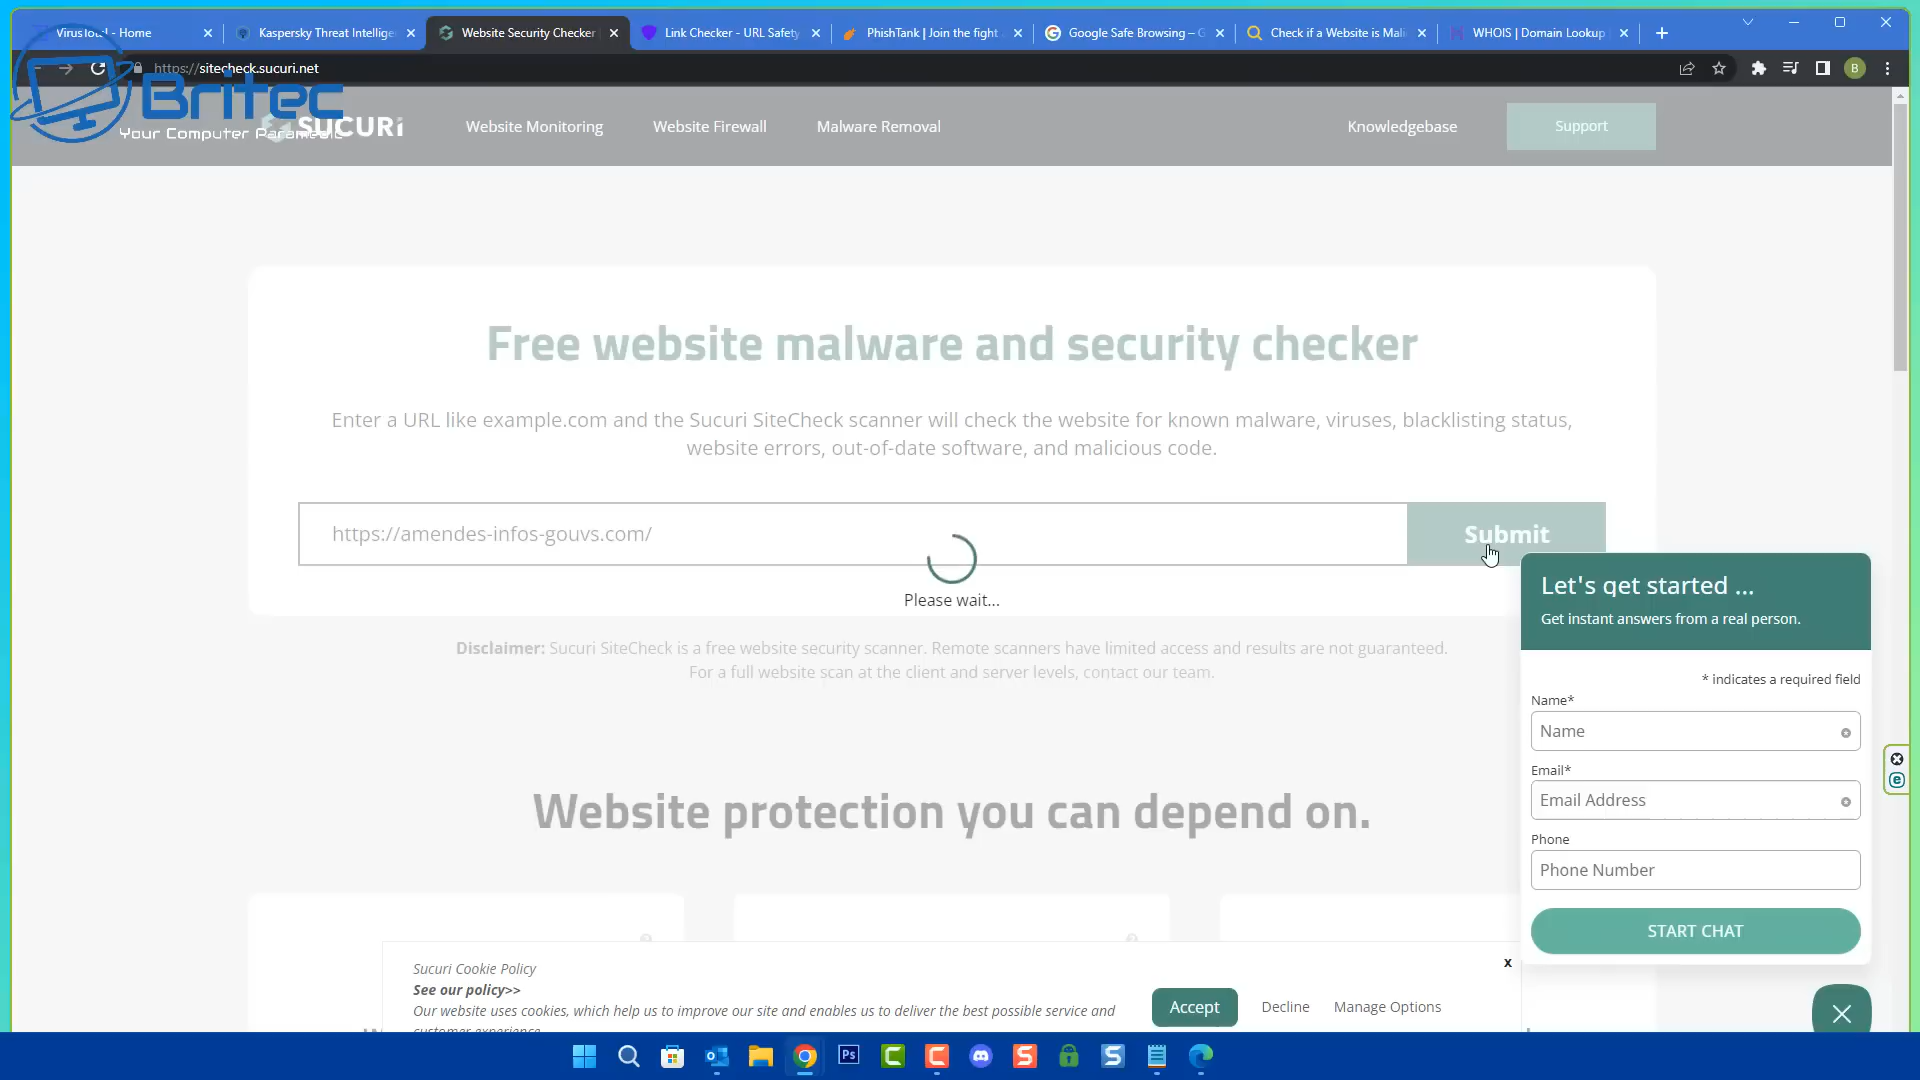 VirusTotal - Home
Kaspersky Threat Intellige
Website Security Checker
Link Checker - URL Safety
PhishTank | Join the fight
Google Safe Browsing – G
Check if a Website is Mali
WHOIS | Domain Lookup
https://sitecheck.sucuri.net
B
Britec
Your Computer Paramedic
SUCURi
Website Monitoring
Website Firewall
Malware Removal
Knowledgebase
Support
Free website malware and security checker
Enter a URL like example.com and the Sucuri SiteCheck scanner will check the website for known malware, viruses, blacklisting status,
website errors, out-of-date software, and malicious code.
https://amendes-infos-gouvs.com/
Submit
Please wait...
Disclaimer: Sucuri SiteCheck is a free website security scanner. Remote scanners have limited access and results are not guaranteed.
For a full website scan at the client and server levels, contact our team.
Website protection you can depend on.
Let's get started ...
Get instant answers from a real person.
* indicates a required field
Name*
Name
Email*
Email Address
Phone
Phone Number
START CHAT
Sucuri Cookie Policy
x
See our policy>>
Our website uses cookies, which help us to improve our site and enables us to deliver the best possible service and
customer experience
Accept
Decline
Manage Options
Ps